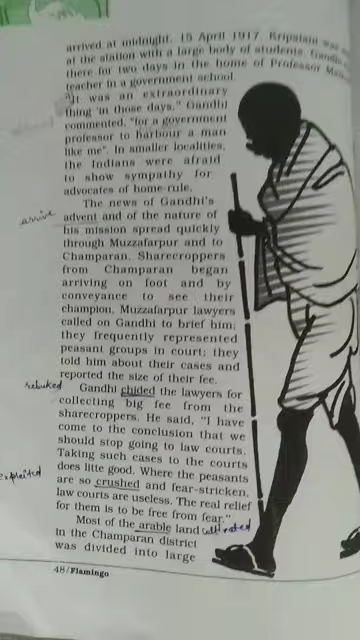 arrived at midnight, 15 April 1917. Kripalani was
at the station with a large body of students. Gandhi
there for two days in the home of Professor
teacher in a government school.
"It was an extraordinary
thing 'in those days," Gandhi
commented, "for a government
professor to harbour a man
like me". In smaller localities,
the Indians were afraid
to show sympathy for
advocates of home-rule.
The news of Gandhi's
arrive
advent and of the nature of
his mission spread quickly
through Muzzafarpur and to
Champaran. Sharecroppers
from Champaran began
arriving on foot and by
conveyance to see their
champion. Muzzafarpur lawyers
called on Gandhi to brief him;
they frequently represented
peasant groups in court; they
told him about their cases and
reported the size of their fee.
rebuked
Gandhi chided the lawyers for
collecting big fee from the
sharecroppers. He said, "I have
come to the conclusion that we
should stop going to law courts.
Taking such cases to the courts
does litte good. Where the peasants
exploited
are so crushed and fear-stricken,
law courts are useless. The real relief
for them is to be free from fear."
Most of the arable land cultivated
in the Champaran district
was divided into large
48/Flamingo